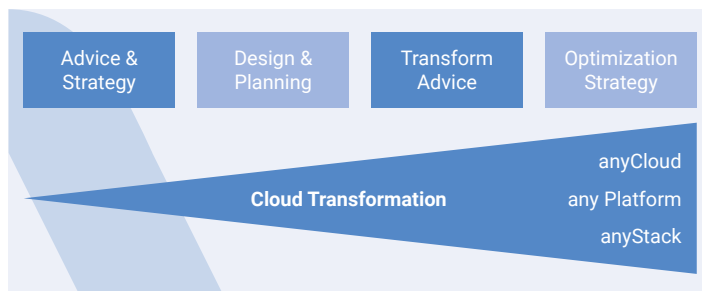 Advice &
Strategy
Design &
Planning
Transform
Advice
Optimization
Strategy
anyCloud
Cloud Transformation
any Platform
anyStack